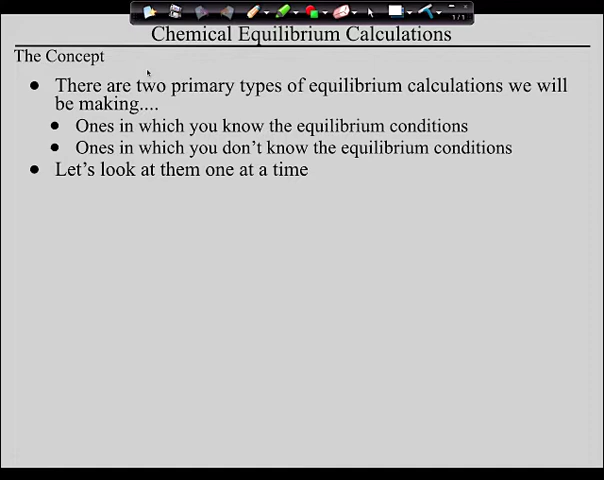 1/1
Chemical Equilibrium Calculations
The Concept
• There are two primary types of equilibrium calculations we will
be making....
• Ones in which you know the equilibrium conditions
• Ones in which you don't know the equilibrium conditions
• Let's look at them one at a time